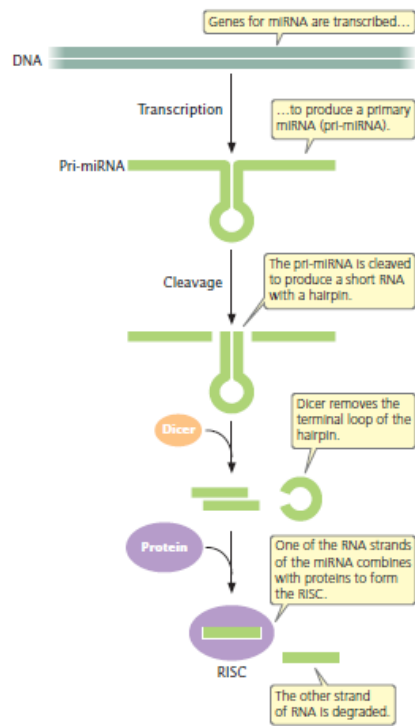 Genes for miRNA are transcribed…
DNA
Transcription
…to produce a primary
miRNA (pri-miRNA).
Pri-miRNA
The pri-miRNA is cleaved
to produce a short RNA
with a hairpin.
Cleavage
Dicer removes the
terminal loop of the
hairpin.
Dicer
Protein
One of the RNA strands
of the miRNA combines
with proteins to form
the RISC.
RISC
The other strand
of RNA is degraded.